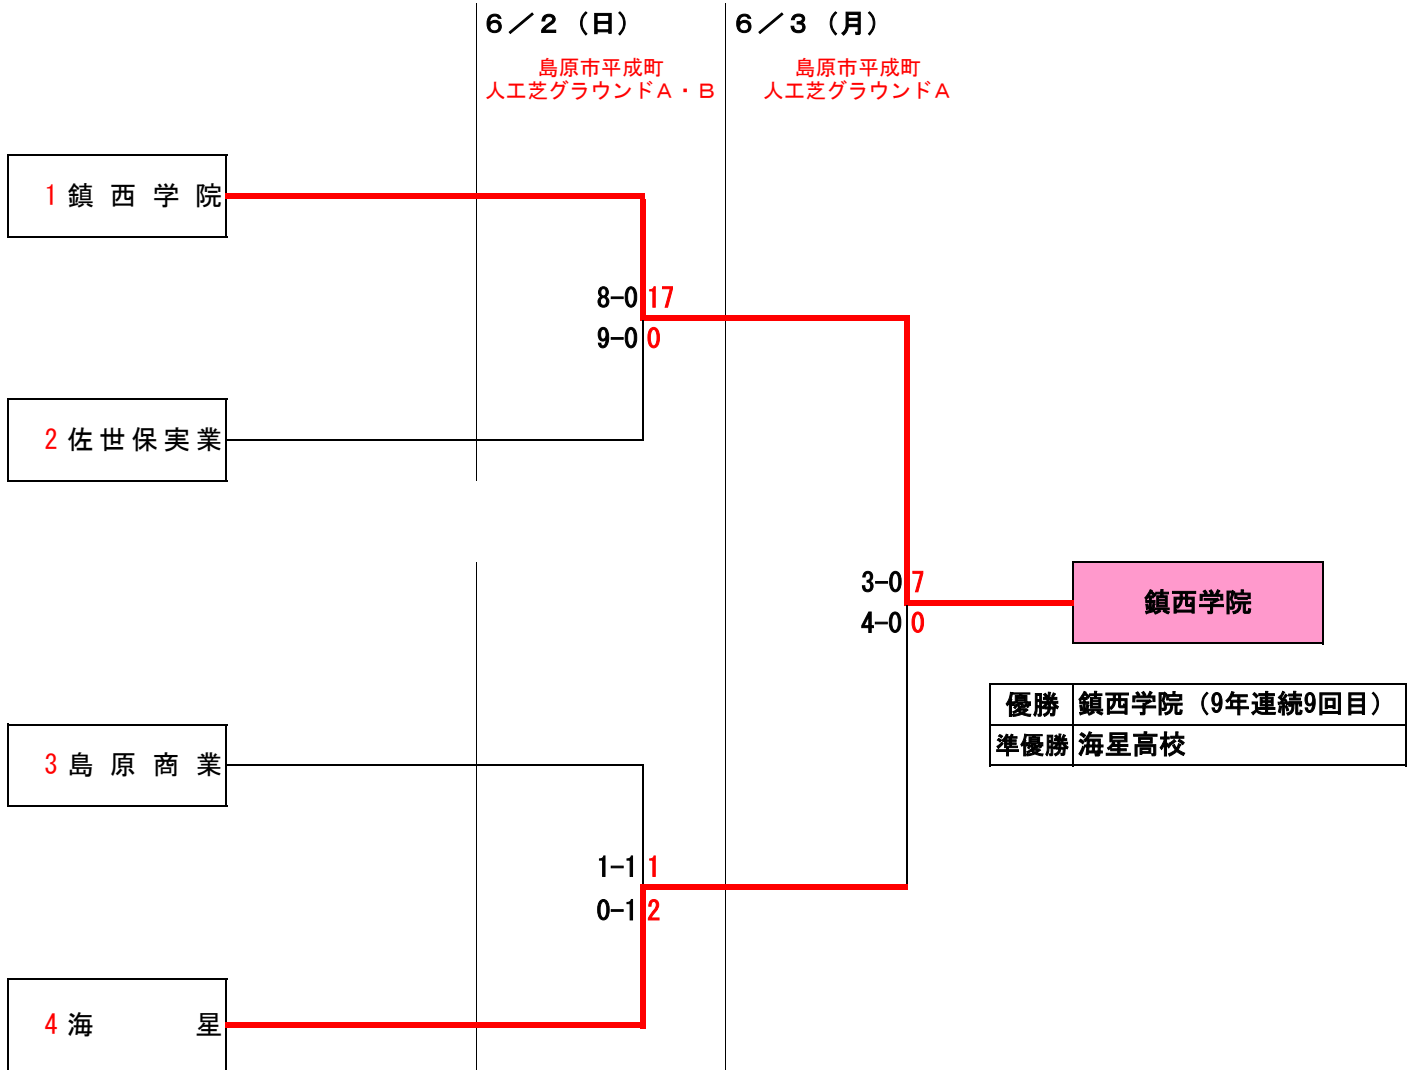 ６／２（日）
６／３（月）
島原市平成町
人工芝グラウンドＡ・Ｂ
島原市平成町
人工芝グラウンドＡ
1 鎮西学院
8-0 17
9-0 0
2 佐世保実業
3-0 7
4-0 0
鎮西学院
優勝 鎮西学院（9年連続9回目）
準優勝 海星高校
3 島原商業
1-1 1
0-1 2
4 海星